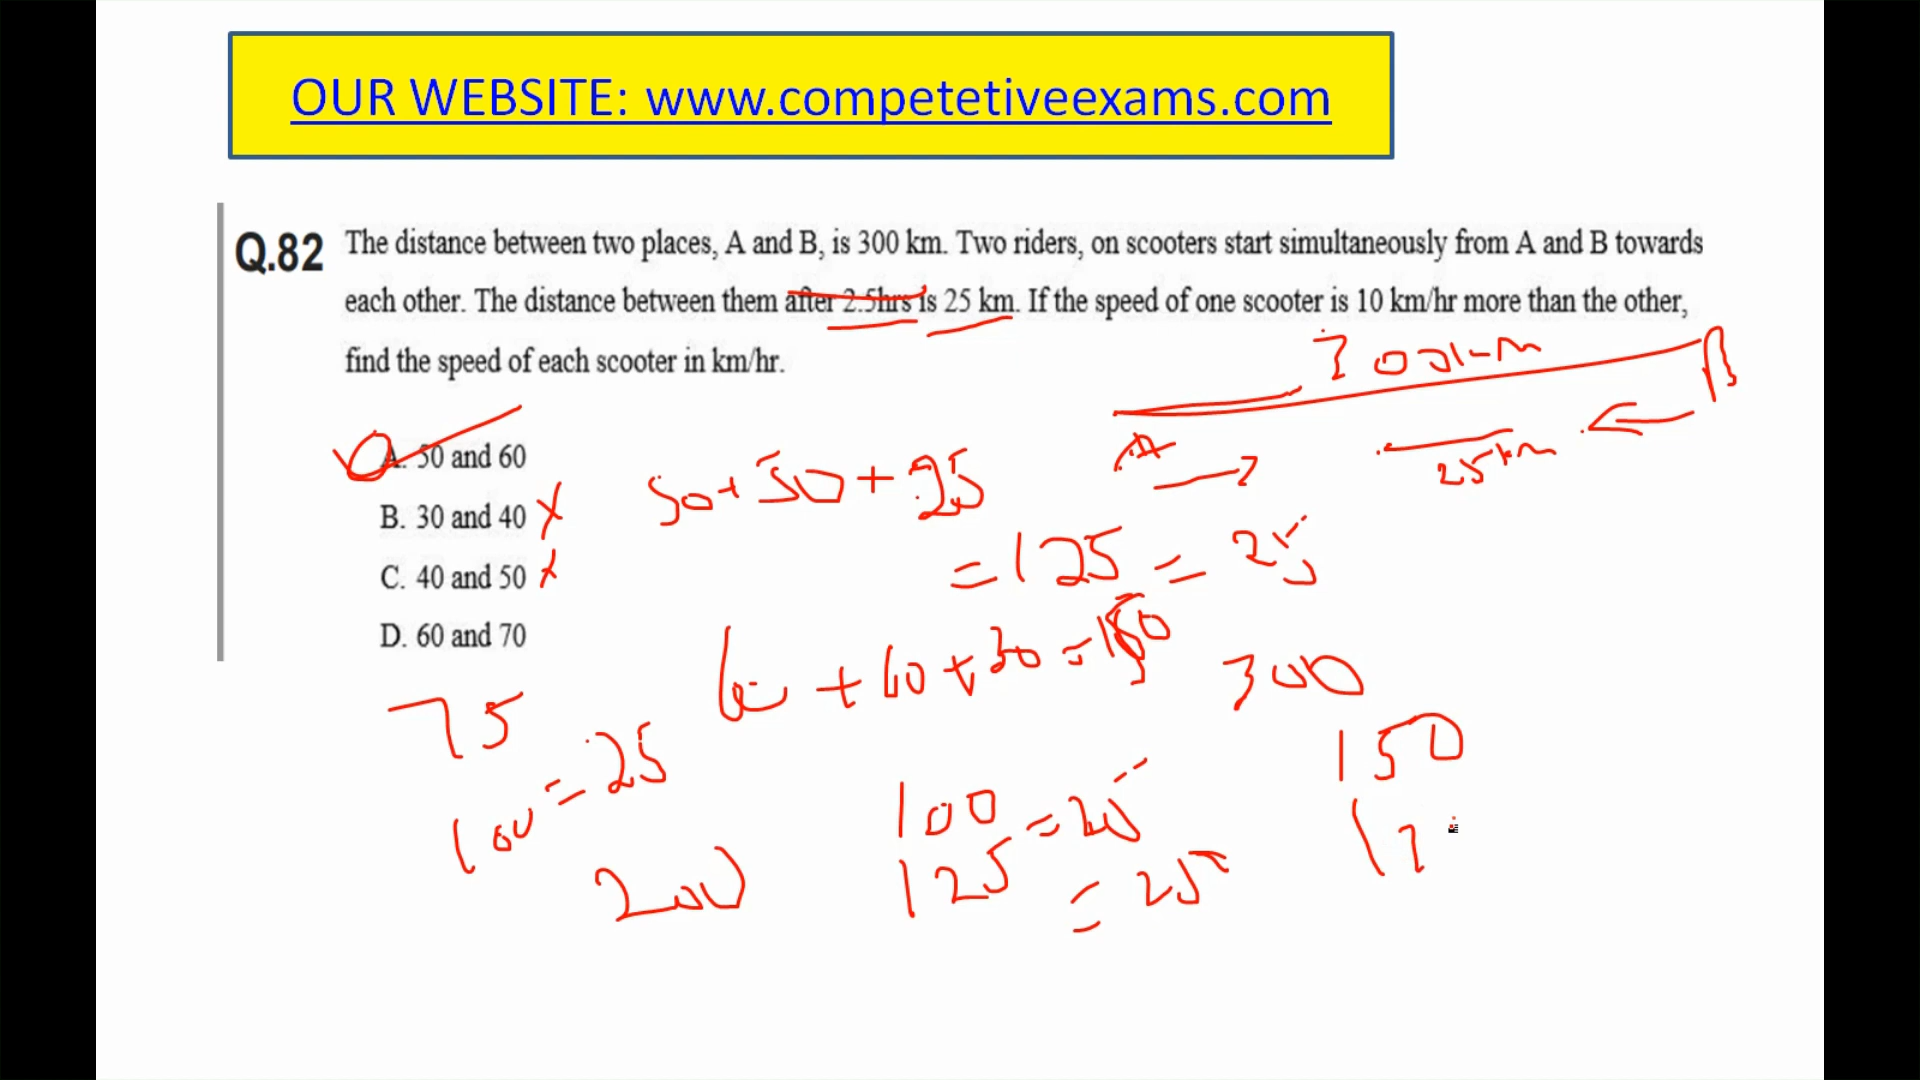 OUR WEBSITE: www.competetiveexams.com
Q.82 The distance between two places, A and B, is 300 km. Two riders, on scooters start simultaneously from A and B towards
each other. The distance between them after 2.5hrs is 25 km. If the speed of one scooter is 10 km/hr more than the other,
find the speed of each scooter in km/hr.
300km
B
A
25km
A. 50 and 60
B. 30 and 40 X
C. 40 and 50 x
D. 60 and 70
50+50+25
=125=25
60+60+30=150
300
75
100=25
200
100=25
125=25
150